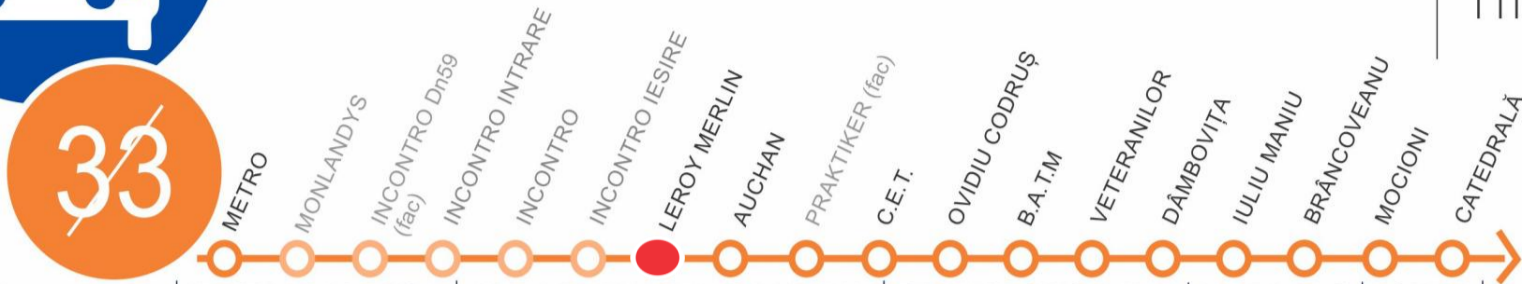 33
METRO
MONLANDYS
INCONTRO Dn59
(fac)
INCONTRO INTRARE
INCONTRO
INCONTRO IESIRE
LEROY MERLIN
AUCHAN
PRAKTIKER (fac)
C.E.T.
OVIDIU CODRUȘ
B.A.T.M
VETERANILOR
DÂMBOVIȚA
IULIU MANIU
BRÂNCOVEANU
MOCIONI
CATEDRALĂ